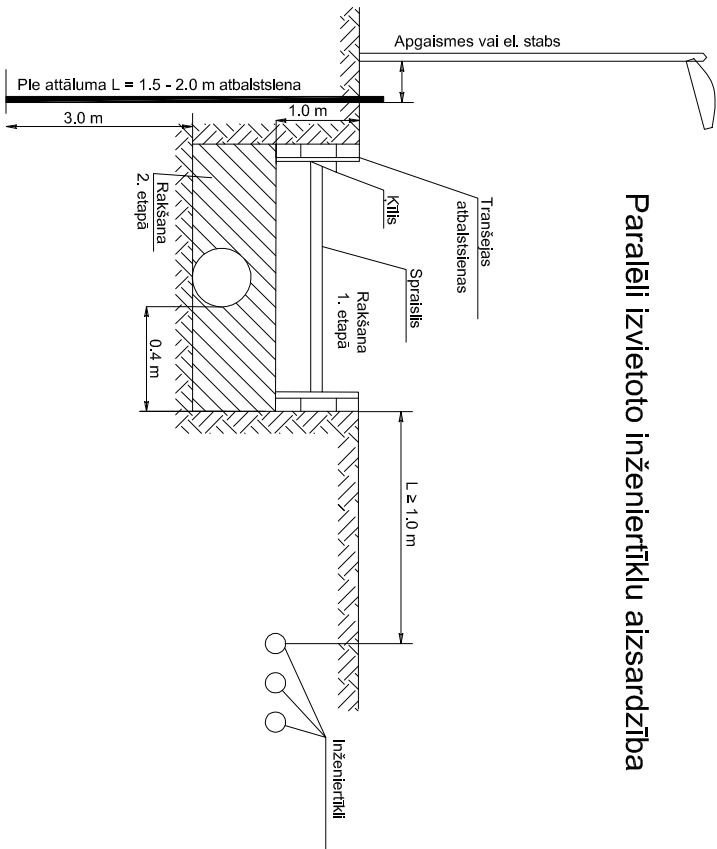 Paralēli izvietoto inženiertīklu aizsardzība
Apgaismes vai el. stabs
Ple attāluma L = 1.5 - 2.0 m atbalstsiena
3.0 m
1.0 m
Tranšejas
atbalstsienas
Ķīlis
Spraislis
Rakšana
1. etapā
Rakšana
2. etapā
0.4 m
L ≥ 1.0 m
Inženiertīkli